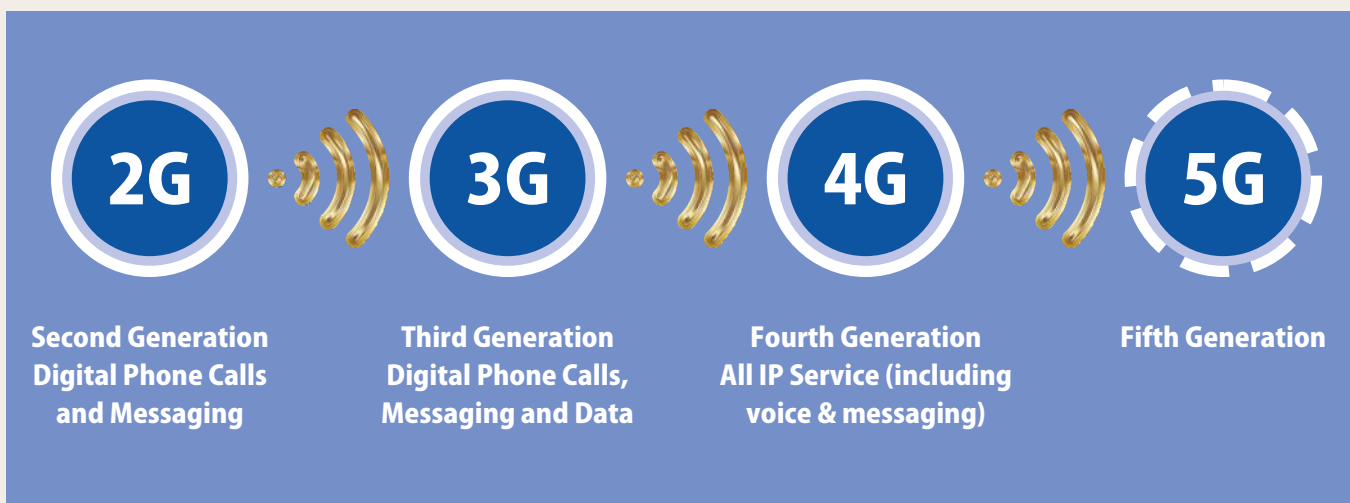 2G
3G
4G
5G
Second Generation
Digital Phone Calls
and Messaging
Third Generation
Digital Phone Calls,
Messaging and Data
Fourth Generation
All IP Service (including
voice & messaging)
Fifth Generation